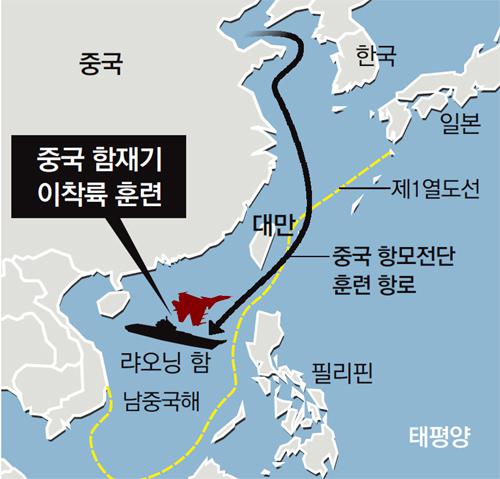 중국
한국
일본
중국 함재기
이착륙 훈련
제1열도선
대만
중국 항모전단
훈련 항로
랴오닝 함
필리핀
남중국해
태평양